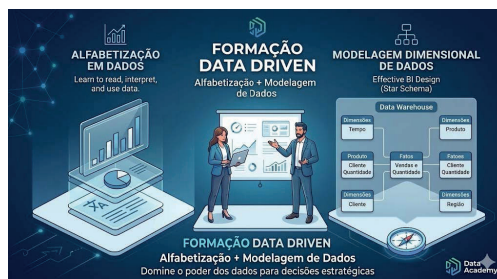 ALFABETIZAÇÃO
EM DADOS
Learn to read, interpret,
and use data.
FORMAÇÃO
DATA DRIVEN
Alfabetização + Modelagem
de Dados
MODELAGEM DIMENSIONAL
DE DADOS
Effective BI Design
(Star Schema)
Data Warehouse
Dimensões
Tempo
Dimensões
Produto
Produto
Cliente
Quantidade
Fatos
Vendas e
Quantidade
Fatoes
Cliente
Quantidade
Dimensões
Cliente
Dimensões
Região
FORMAÇÃO DATA DRIVEN
Alfabetização + Modelagem de Dados
Domine o poder dos dados para decisões estratégicas
Data
Academy